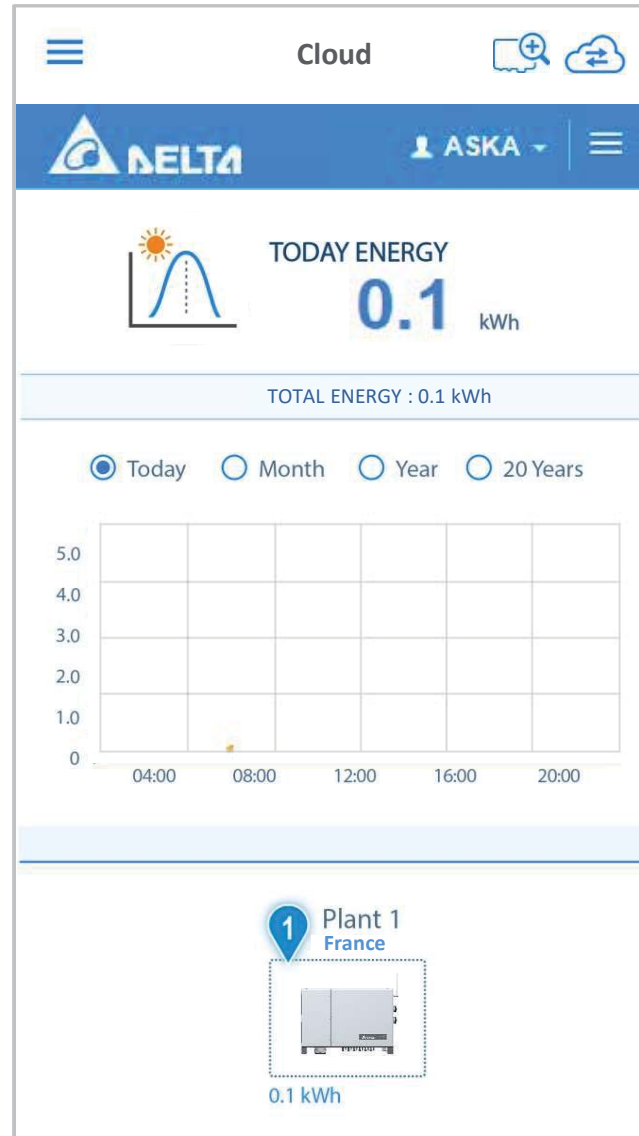 Cloud
DELTA
ASKA
TODAY ENERGY
0.1 kWh
TOTAL ENERGY : 0.1 kWh
Today Month Year 20 Years
5.0
4.0
3.0
2.0
1.0
0
04:00 08:00 12:00 16:00 20:00
1 Plant 1
France
0.1 kWh